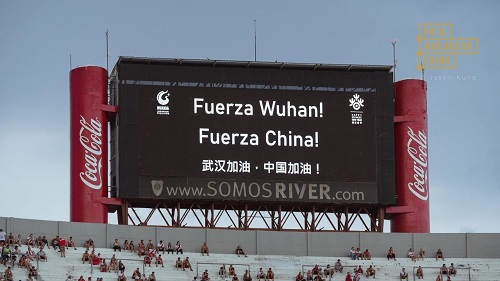 Fuerza Wuhan!
Fuerza China!
武汉加油·中国加油！
www.SOMOSRIVER.com
Coca-Cola
Coca-Cola